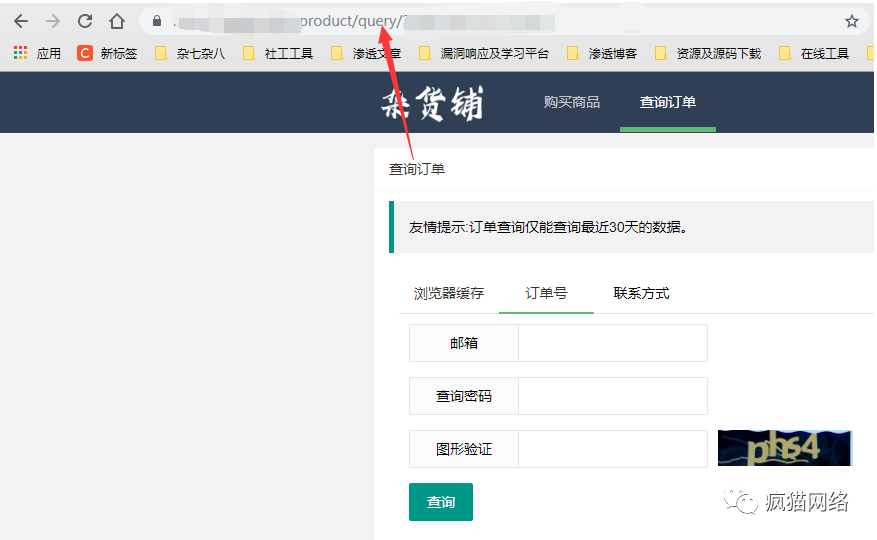 product/query/
应用 新标签 杂七杂八 社工工具 渗透文章 漏洞响应及学习平台 渗透博客 资源及源码下载 在线工具
杂货铺 购买商品 查询订单
查询订单
友情提示:订单查询仅能查询最近30天的数据。
浏览器缓存 订单号 联系方式
邮箱
查询密码
图形验证 phs4
查询
疯猫网络